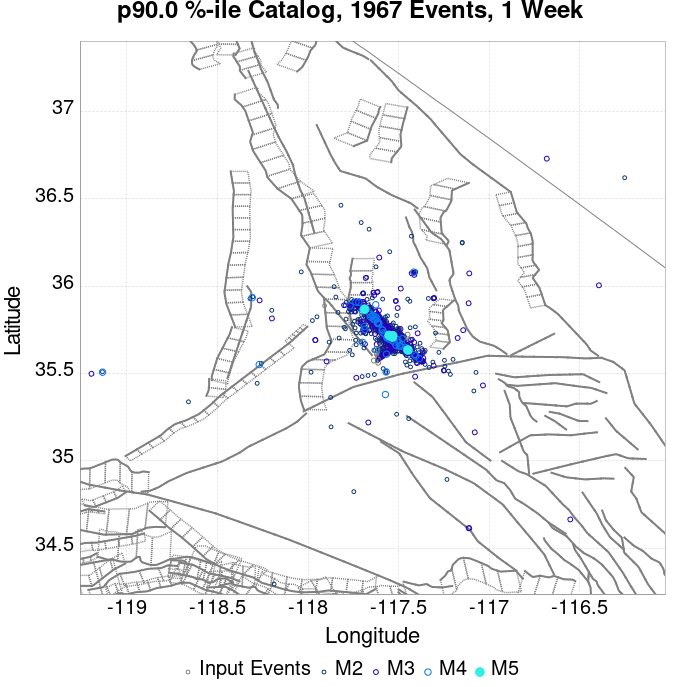 p90.0 %-ile Catalog, 1967 Events, 1 Week
37
36.5
36
35.5
35
34.5
Latitude
-119 -118.5 -118 -117.5 -117 -116.5
Longitude
Input Events M2 M3 M4 M5